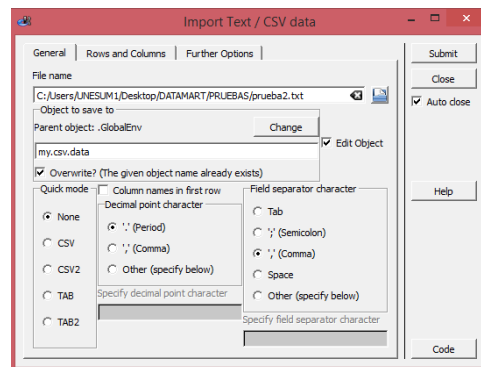 Import Text / CSV data
General
Rows and Columns
Further Options
Submit
File name
Close
C:/Users/UNESUM1/Desktop/DATAMART/PRUEBAS/prueba2.txt
Auto close
Object to save to
Parent object: .GlobalEnv
Change
my.csv.data
Edit Object
Overwrite? (The given object name already exists)
Quick mode
Column names in first row
Field separator character
Help
None
Decimal point character
Tab
'.' (Period)
';' (Semicolon)
CSV
',' (Comma)
',' (Comma)
CSV2
Other (specify below)
Space
TAB
Specify decimal point character
Other (specify below)
TAB2
Specify field separator character
Code